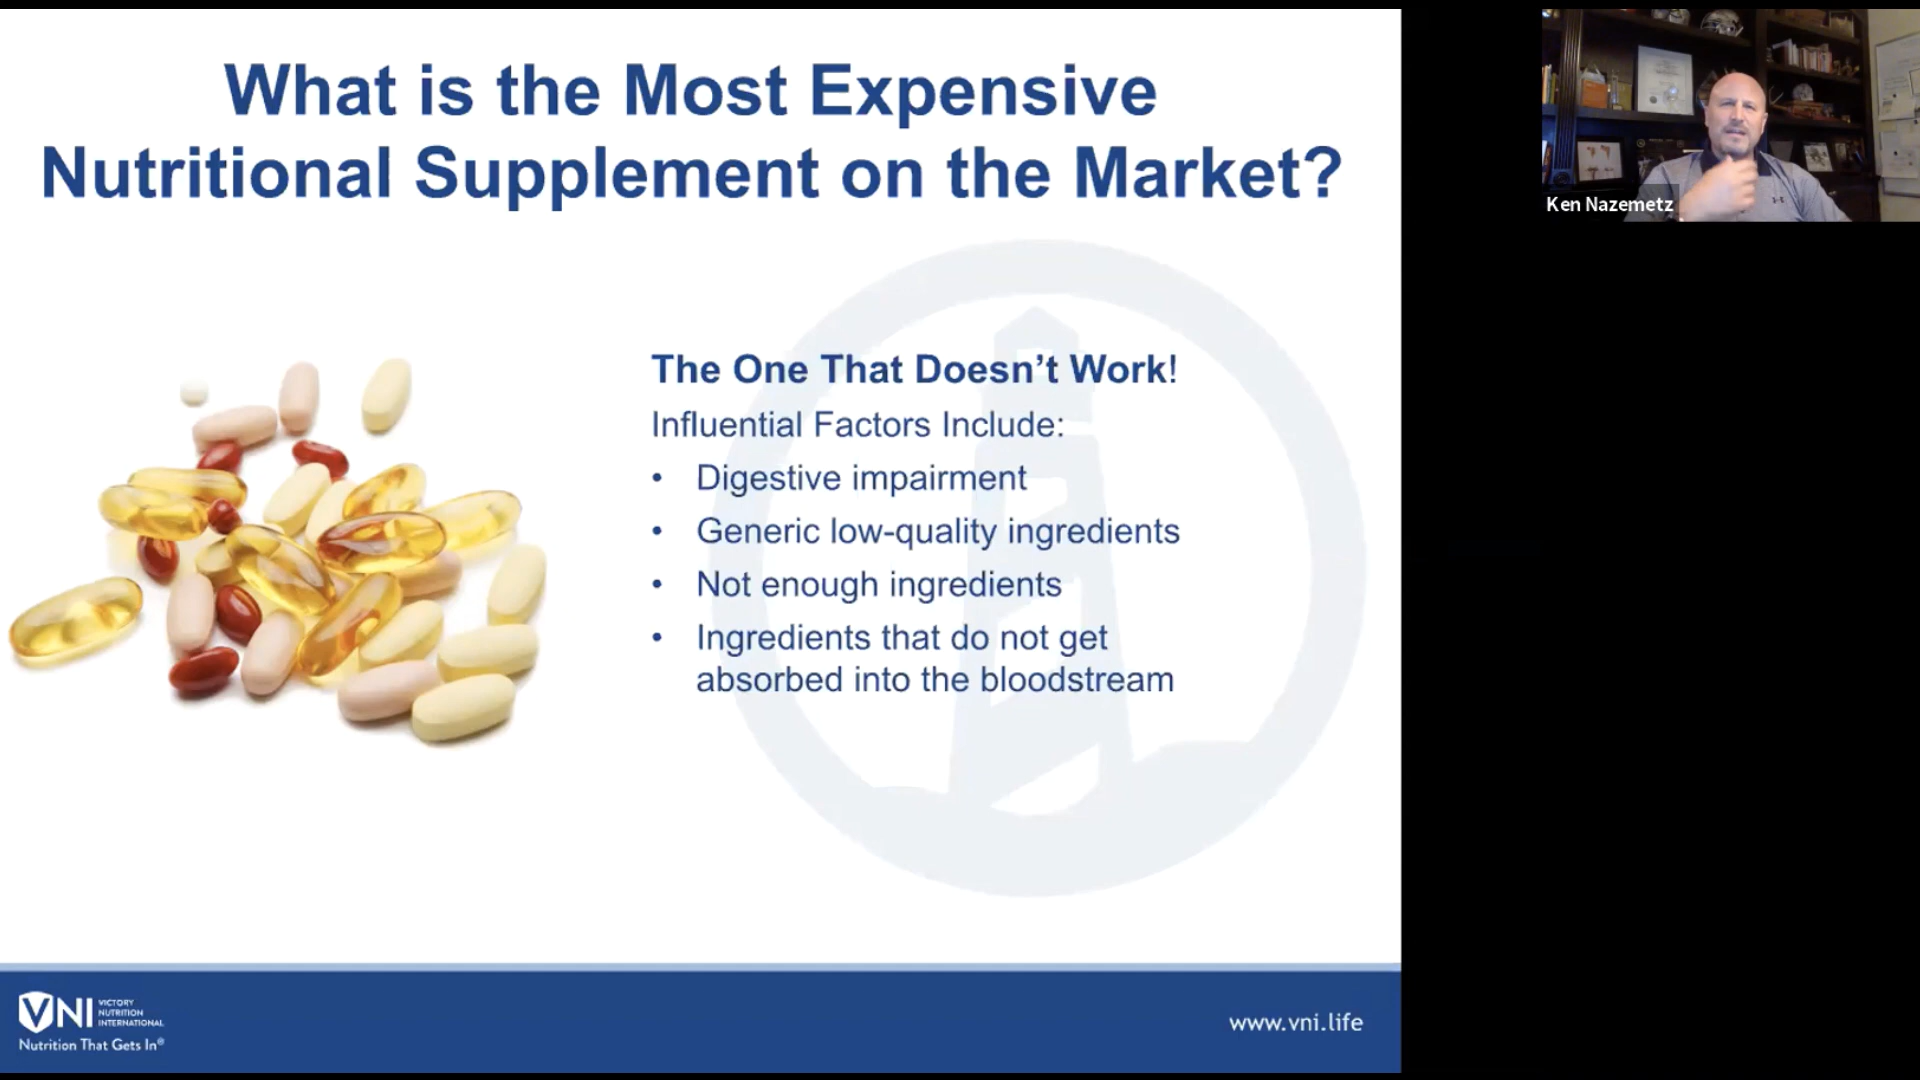 What is the Most Expensive
Nutritional Supplement on the Market?
Ken Nazemetz
The One That Doesn’t Work!
Influential Factors Include:
• Digestive impairment
• Generic low-quality ingredients
• Not enough ingredients
• Ingredients that do not get
absorbed into the bloodstream
VNI
VICTORY
NUTRITION
INTERNATIONAL
Nutrition That Gets In®
www.vni.life